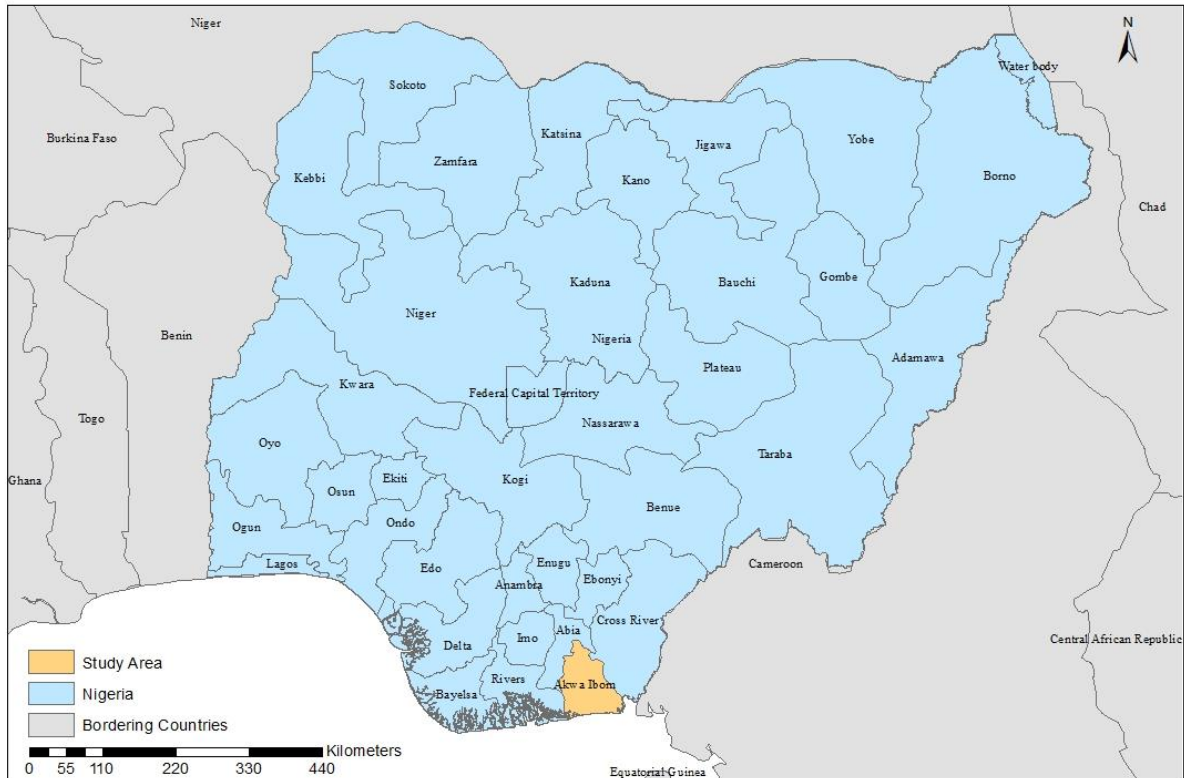 Niger
N
Water body
Sokoto
Burkina Faso
Katsina
Jigawa
Yobe
Zamfara
Kebbi
Kano
Borno
Chad
Kaduna
Bauchi
Gombe
Niger
Benin
Nigeria
Adamawa
Plateau
Kwara
Federal Capital Territory
Togo
Nassarawa
Oyo
Taraba
Ghana
Ekiti
Kogi
Osun
Benue
Ogun
Ondo
Lagos
Edo
Enugu
Anambra
Ebonyi
Cameroon
Cross River
Abia
Imo
Delta
Central African Republic
Rivers
Akwa Ibom
Bayelsa
Study Area
Nigeria
Bordering Countries
Kilometers
0 55 110 220 330 440
Equatorial Guinea